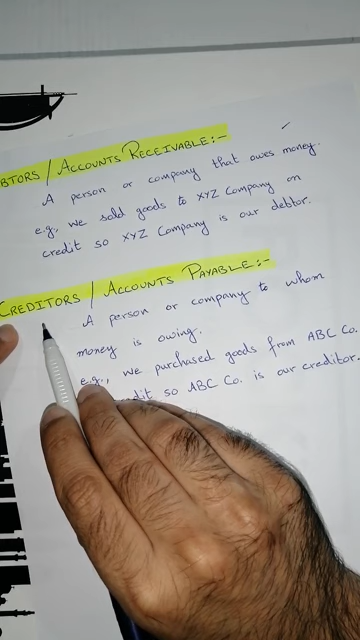 BTORS / ACCOUNTS RECEIVABLE:-
A person or company that owes money.
e.g., we sold goods to XYZ Company on
credit so XYZ Company is our debtor.
CREDITORS / ACCOUNTS PAYABLE:-
A person or company to whom
money is owing.
e.g., we purchased goods from ABC Co.
dit so ABC Co. is our creditor.